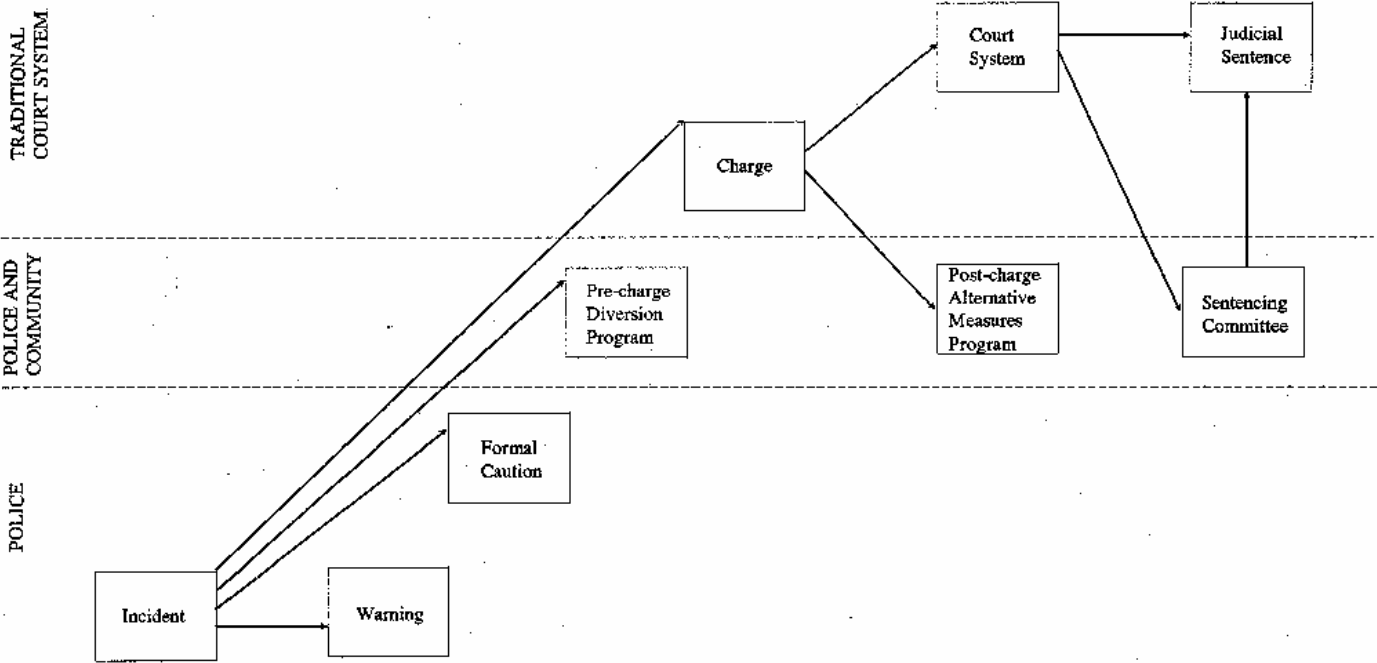 TRADITIONAL
COURT SYSTEM
Court
System
Judicial
Sentence
Charge
POLICE AND
COMMUNITY
Pre-charge
Diversion
Program
Post-charge
Alternative
Measures
Program
Sentencing
Committee
POLICE
Formal
Caution
Incident
Warning